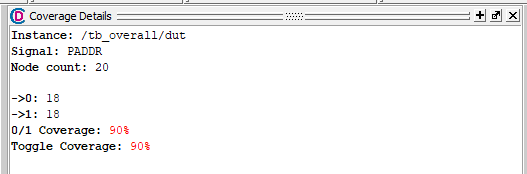 Coverage Details
Instance: /tb_overall/dut
Signal: PADDR
Node count: 20
->0: 18
->1: 18
0/1 Coverage: 90%
Toggle Coverage: 90%